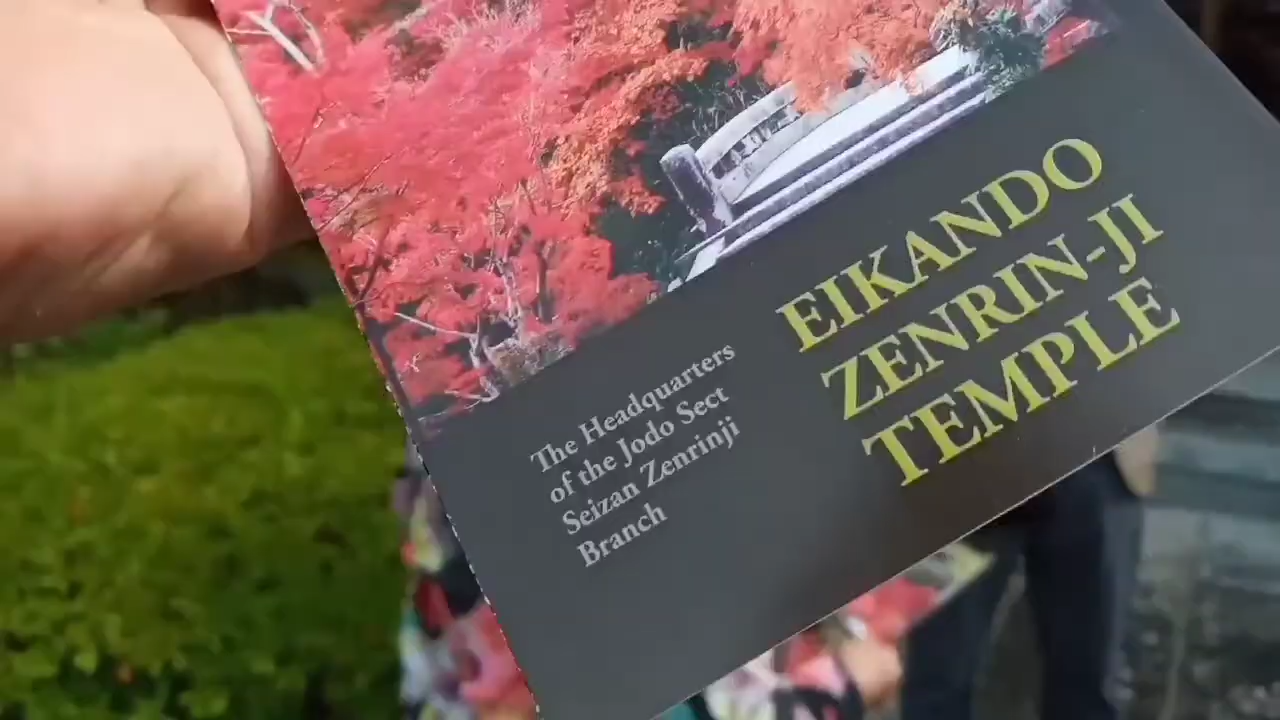 EIKANDO
ZENRIN-JI
TEMPLE
The Headquarters
of the Jodo Sect
Seizan Zenrinji
Branch